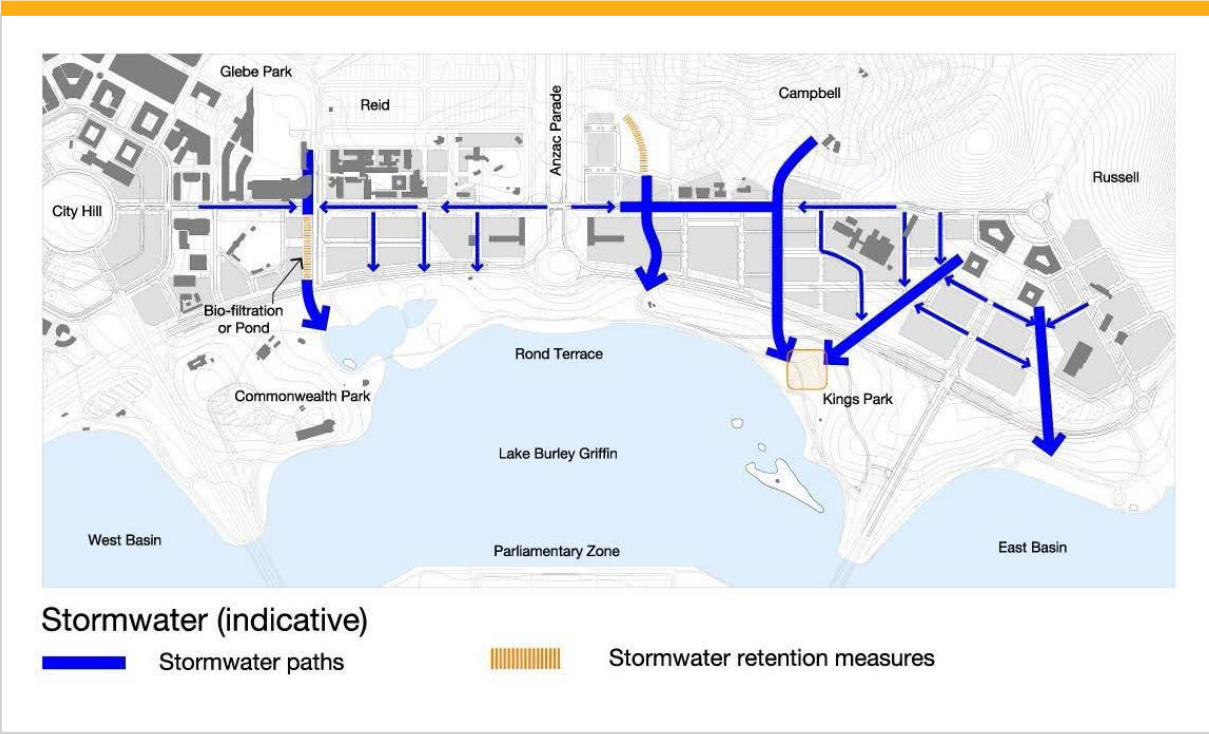 Glebe Park
Reid
Anzac Parade
Campbell
Russell
City Hill
Bio-filtration
or Pond
Rond Terrace
Commonwealth Park
Kings Park
Lake Burley Griffin
West Basin
Parliamentary Zone
East Basin
Stormwater (indicative)
Stormwater paths
Stormwater retention measures